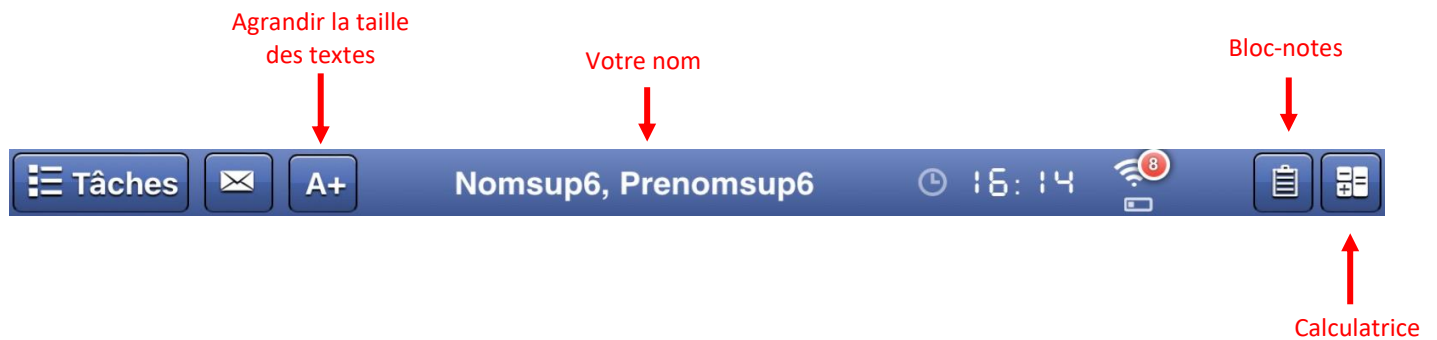 Agrandir la taille
des textes
Votre nom
Bloc-notes
Tâches
A+
Nomsup6, Prenomsup6
16:14
8
Calculatrice